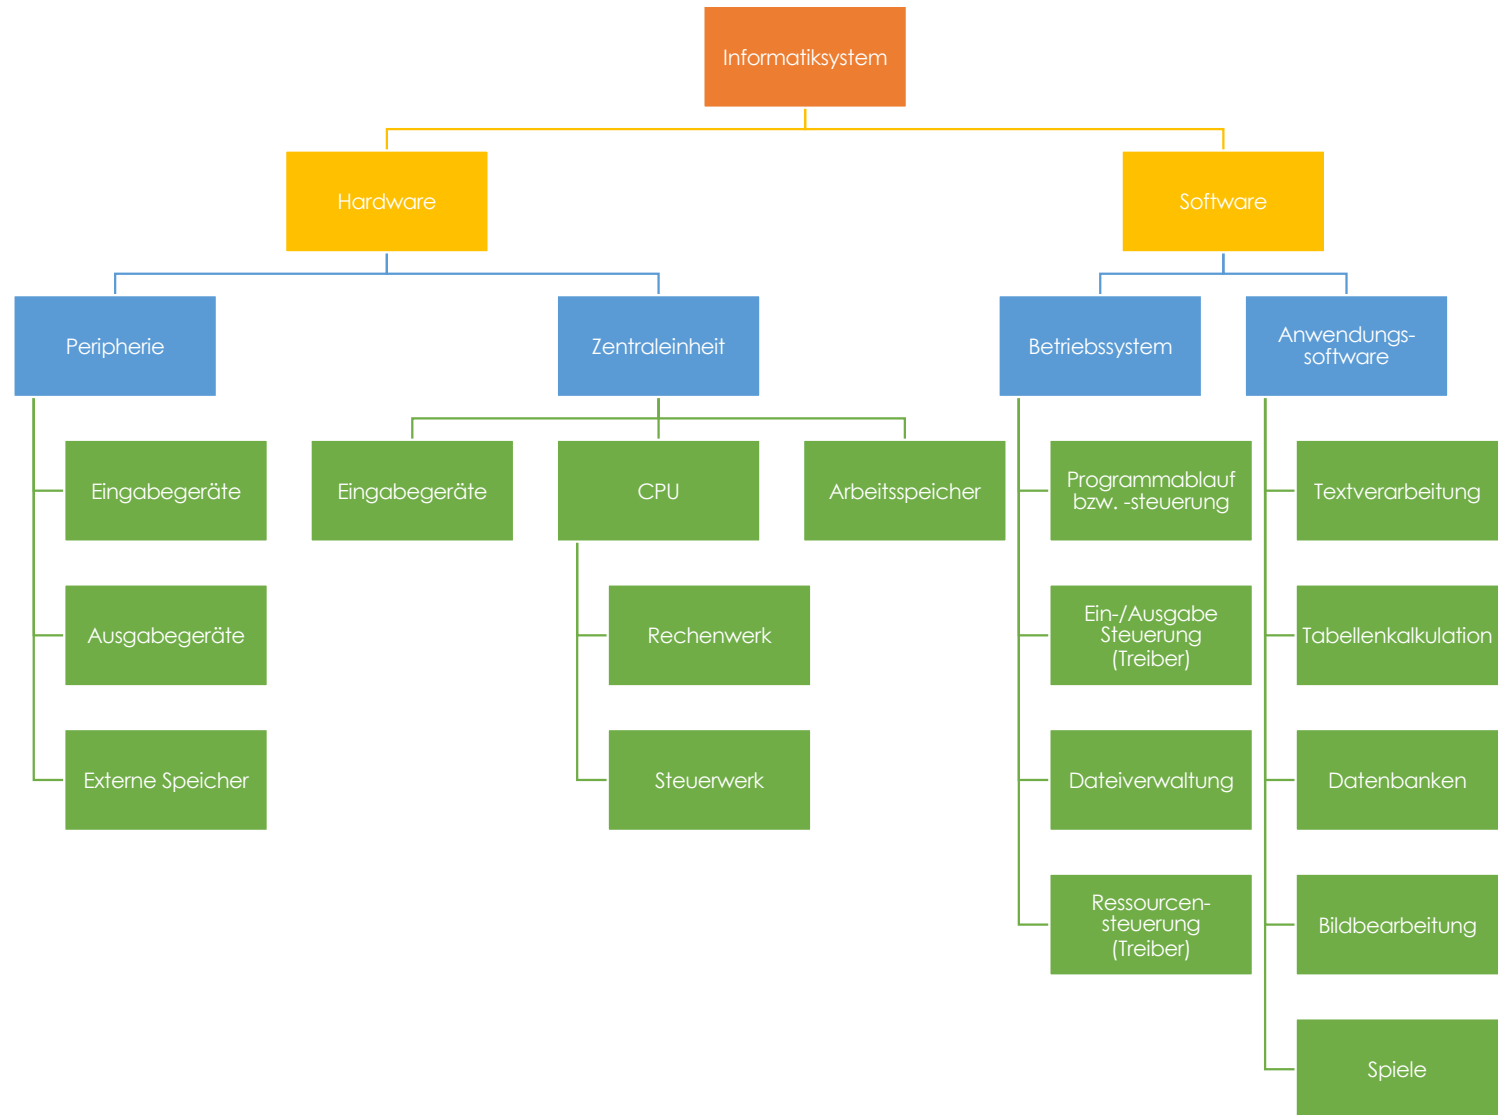 Informatiksystem
Hardware
Software
Peripherie
Zentraleinheit
Betriebssystem
Anwendungs-
software
Eingabegeräte
Eingabegeräte
CPU
Arbeitsspeicher
Programmablauf
bzw. -steuerung
Textverarbeitung
Ausgabegeräte
Rechenwerk
Ein-/Ausgabe
Steuerung
(Treiber)
Tabellenkalkulation
Externe Speicher
Steuerwerk
Dateiverwaltung
Datenbanken
Ressourcen-
steuerung
(Treiber)
Bildbearbeitung
Spiele